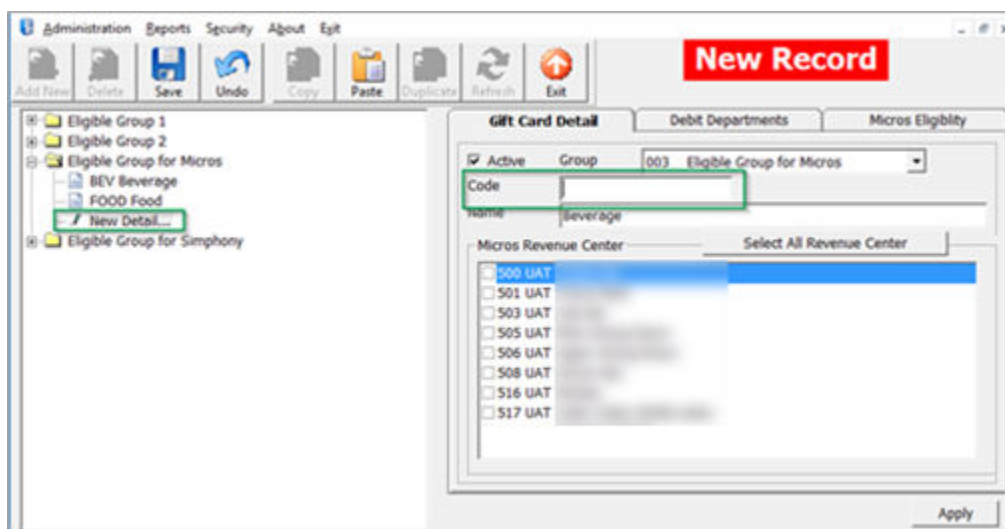 Administration Reports Security About Exit
New Record
Add New Delete Save Undo Copy Paste Duplicate Refresh Exit
Eligible Group 1
Eligible Group 2
Eligible Group for Micros
BEV Beverage
FOOD Food
New Detail...
Eligible Group for Simphony
Gift Card Detail Debit Departments Micros Eligiblity
Active Group 003 Eligible Group for Micros
Code
Name Beverage
Micros Revenue Center Select All Revenue Center
500 UAT
501 UAT
503 UAT
505 UAT
506 UAT
508 UAT
516 UAT
517 UAT
Apply